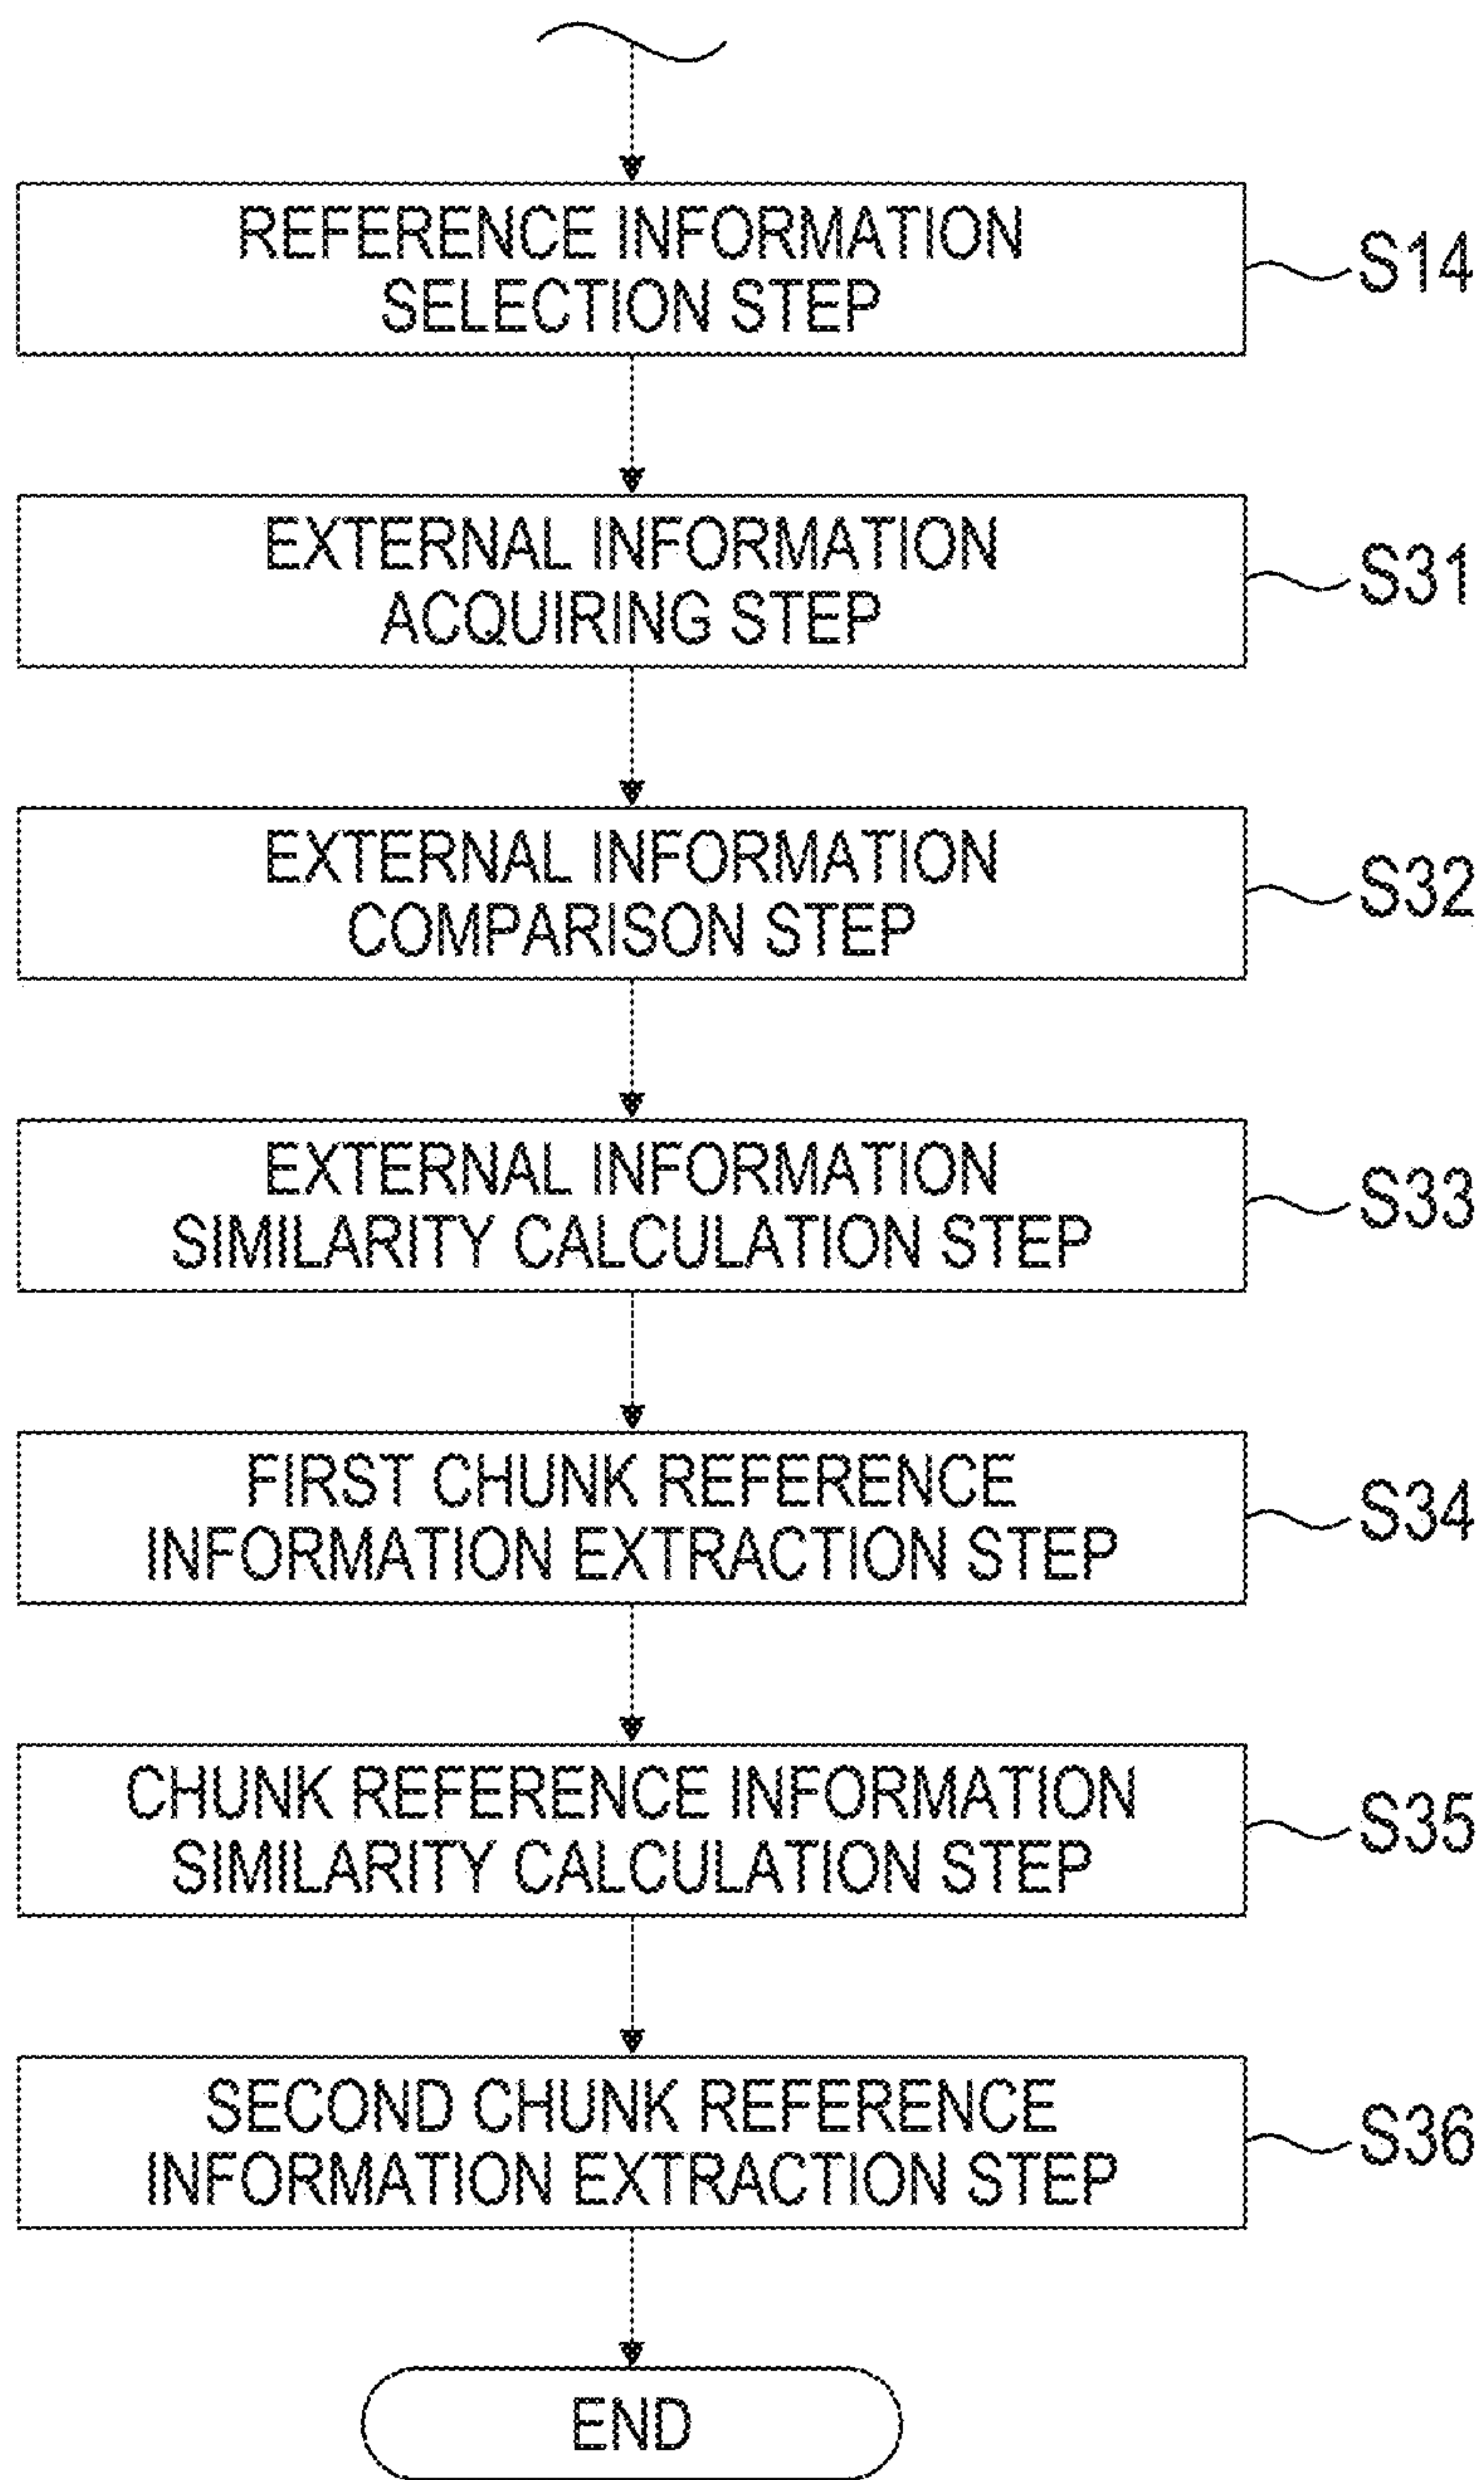 REFERENCE INFORMATION
SELECTION STEP
S14
EXTERNAL INFORMATION
ACQUIRING STEP
S31
EXTERNAL INFORMATION
COMPARISON STEP
S32
EXTERNAL INFORMATION
SIMILARITY CALCULATION STEP
S33
FIRST CHUNK REFERENCE
INFORMATION EXTRACTION STEP
S34
CHUNK REFERENCE INFORMATION
SIMILARITY CALCULATION STEP
S35
SECOND CHUNK REFERENCE
INFORMATION EXTRACTION STEP
S36
END